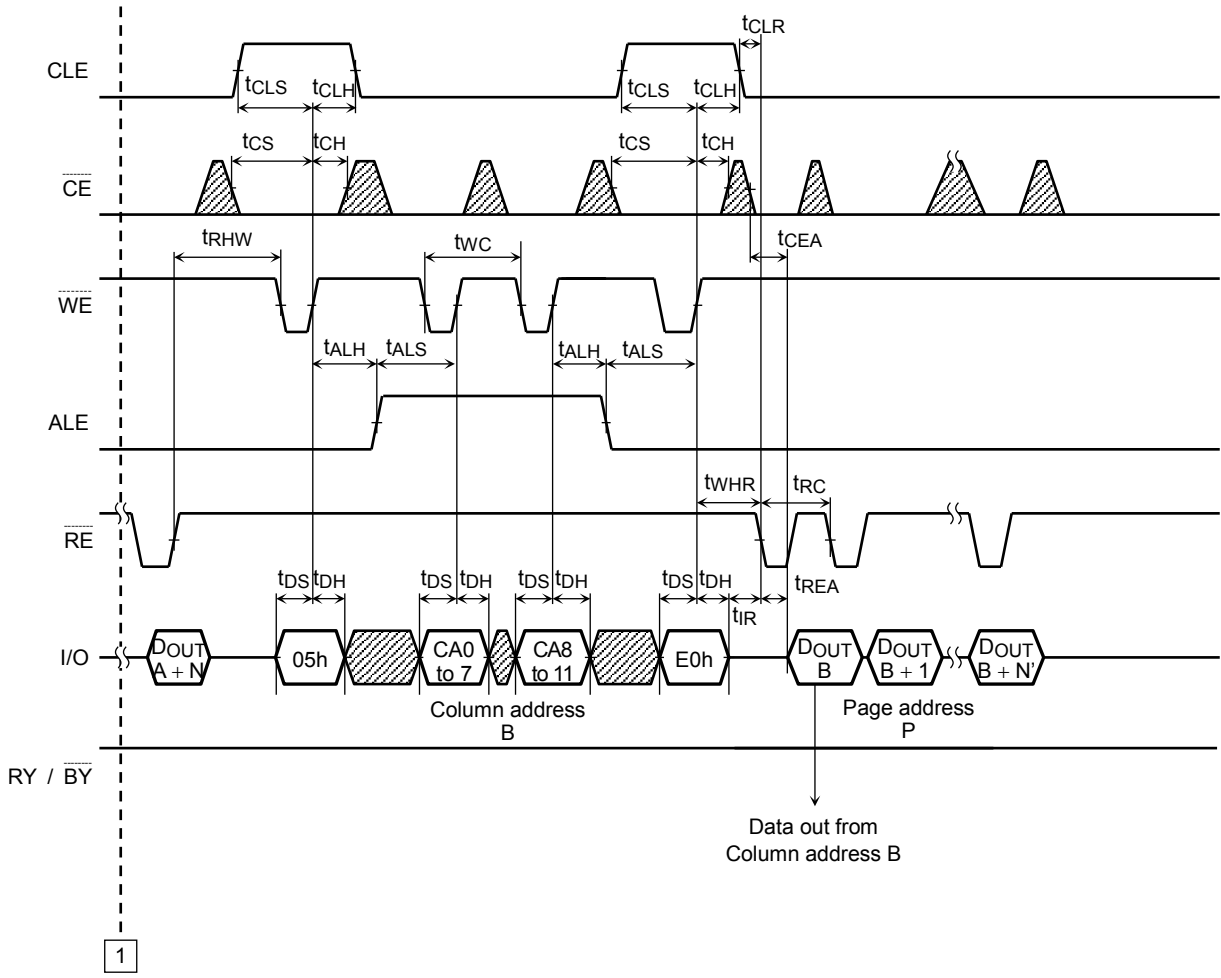 tCLR
CLE
tCLS tCLH tCLS tCLH
tCS tCH tCS tCH
CE
tRHW tWC tCEA
WE
tALH tALS tALH tALS
ALE
tWHR tRC
RE
tDS tDH tDS tDH tDS tDH tDS tDH tREA
tIR
I/O
DOUT
A + N
05h
CA0
to 7
CA8
to 11
E0h
DOUT
B
DOUT
B + 1
DOUT
B + N'
Column address
B
Page address
P
RY / BY
Data out from
Column address B
1